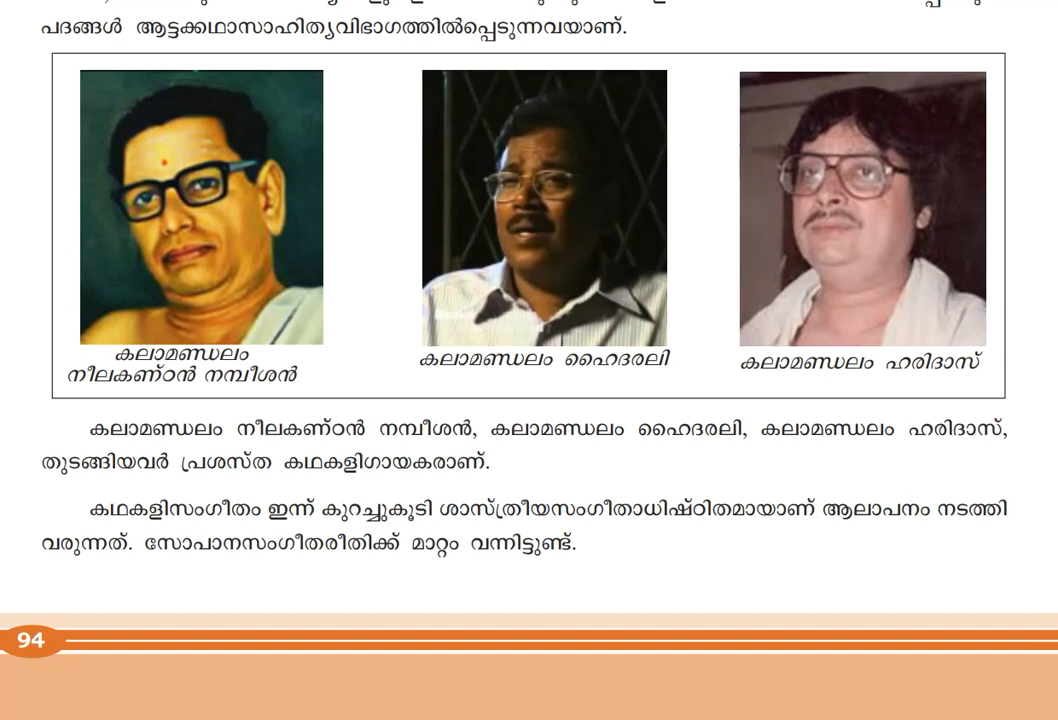 പദങ്ങൾ ആട്ടക്കഥാസാഹിത്യവിഭാഗത്തിൽപ്പെടുന്നവയാണ്.
കലാമണ്ഡലം
നീലകണ്ഠൻ നമ്പീശൻ
കലാമണ്ഡലം ഹൈദരലി
കലാമണ്ഡലം ഹരിദാസ്
കലാമണ്ഡലം നീലകണ്ഠൻ നമ്പീശൻ, കലാമണ്ഡലം ഹൈദരലി, കലാമണ്ഡലം ഹരിദാസ്,
തുടങ്ങിയവർ പ്രശസ്ത കഥകളിഗായകരാണ്.
കഥകളിസംഗീതം ഇന്ന് കുറച്ചുകൂടി ശാസ്ത്രീയസംഗീതാധിഷ്ഠിതമായാണ് ആലാപനം നടത്തി
വരുന്നത്. സോപാനസംഗീതരീതിക്ക് മാറ്റം വന്നിട്ടുണ്ട്.
94